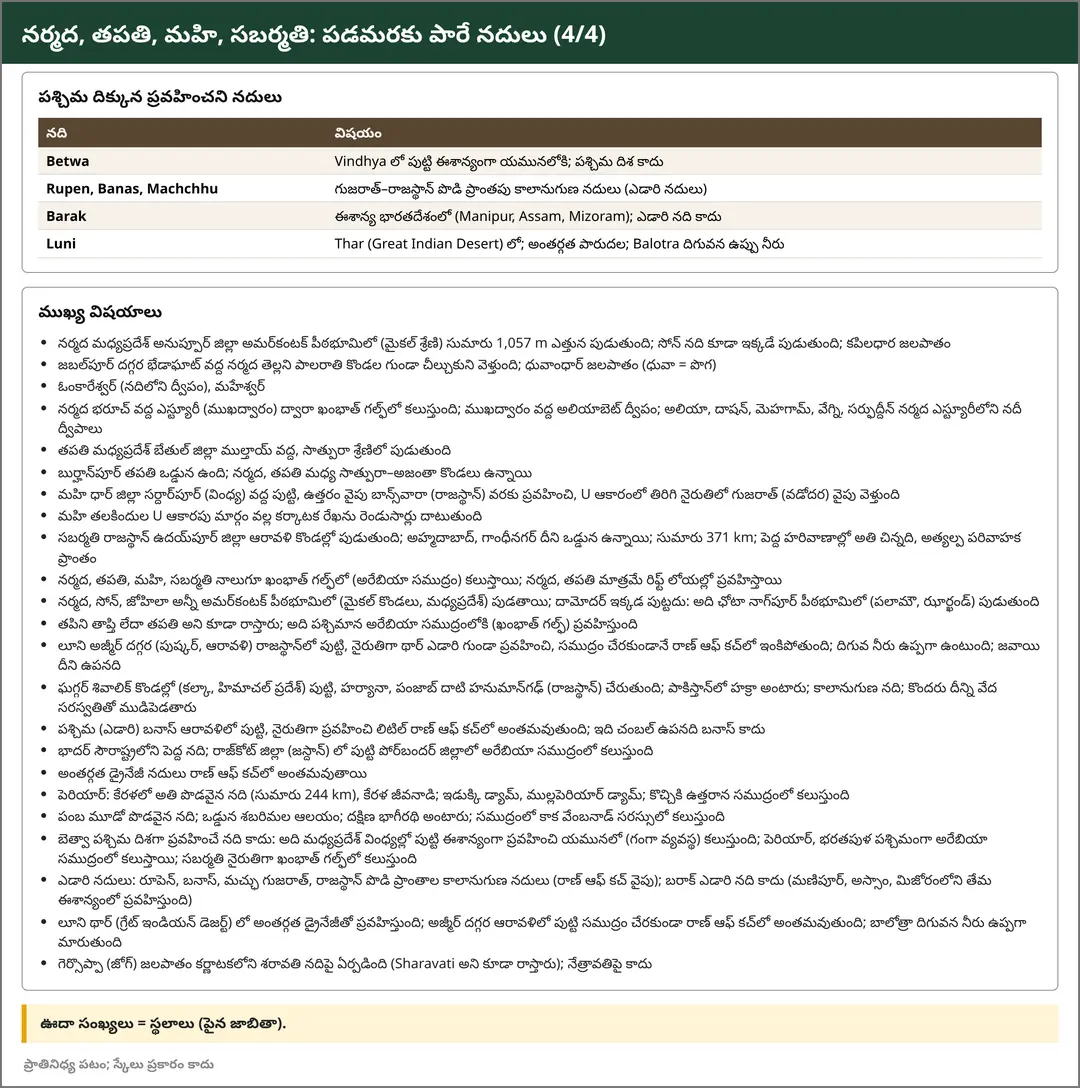 నర్మద, తపతి, మహి, సబర్మతి: పడమరకు పారే నదులు (4/4)
పశ్చిమ దిక్కున ప్రవహించని నదులు
నది విషయం
Betwa Vindhya లో పుట్టి ఈశాన్యంగా యమునలోకి; పశ్చిమ దిశ కాదు
Rupen, Banas, Machchhu గుజరాత్–రాజస్థాన్ పొడి ప్రాంతపు కాలానుగుణ నదులు (ఎడారి నదులు)
Barak ఈశాన్య భారతదేశంలో (Manipur, Assam, Mizoram); ఎడారి నది కాదు
Luni Thar (Great Indian Desert) లో; అంతర్గత పారుదల; Balotra దిగువన ఉప్పు నీరు
ముఖ్య విషయాలు
• నర్మద మధ్యప్రదేశ్ అనుప్పూర్ జిల్లా అమర్‌కంటక్ పీఠభూమిలో (మైకల్ శ్రేణి) సుమారు 1,057 m ఎత్తున పుడుతుంది; సోన్ నది కూడా ఇక్కడే పుడుతుంది; కపిలధార జలపాతం
• జబల్‌పూర్ దగ్గర భేడాఘాట్ వద్ద నర్మద తెల్లని పాలరాతి కొండల గుండా చీల్చుకుని వెళ్తుంది; ధువాంధార్ జలపాతం (ధువా = పొగ)
• ఓంకారేశ్వర్ (నదిలోని ద్వీపం), మహేశ్వర్
• నర్మద భరూచ్ వద్ద ఎస్ట్యూరీ (ముఖద్వారం) ద్వారా ఖంభాత్ గల్ఫ్‌లో కలుస్తుంది; ముఖద్వారం వద్ద అలియాబెట్ ద్వీపం; అలియా, దాషన్, మెహగామ్, వేగ్ని, సర్ఫుద్దీన్ నర్మద ఎస్ట్యూరీలోని నదీ
ద్వీపాలు
• తపతి మధ్యప్రదేశ్ బేతుల్ జిల్లా ముల్తాయ్ వద్ద, సాత్పురా శ్రేణిలో పుడుతుంది
• బుర్హాన్‌పూర్ తపతి ఒడ్డున ఉంది; నర్మద, తపతి మధ్య సాత్పురా–అజంతా కొండలు ఉన్నాయి
• మహి ధార్ జిల్లా సర్దార్‌పూర్ (వింధ్య) వద్ద పుట్టి, ఉత్తరం వైపు బాన్స్‌వారా (రాజస్థాన్) వరకు ప్రవహించి, U ఆకారంలో తిరిగి నైరుతిలో గుజరాత్ (వడోదర) వైపు వెళ్తుంది
• మహి తలకిందుల U ఆకారపు మార్గం వల్ల కర్కాటక రేఖను రెండుసార్లు దాటుతుంది
• సబర్మతి రాజస్థాన్ ఉదయ్‌పూర్ జిల్లా ఆరావళి కొండల్లో పుడుతుంది; అహ్మదాబాద్, గాంధీనగర్ దీని ఒడ్డున ఉన్నాయి; సుమారు 371 km; పెద్ద హరివాణాల్లో అతి చిన్నది, అత్యల్ప పరివాహక
ప్రాంతం
• నర్మద, తపతి, మహి, సబర్మతి నాలుగూ ఖంభాత్ గల్ఫ్‌లో (అరేబియా సముద్రం) కలుస్తాయి; నర్మద, తపతి మాత్రమే రిఫ్ట్ లోయల్లో ప్రవహిస్తాయి
• నర్మద, సోన్, జోహిలా అన్నీ అమర్‌కంటక్ పీఠభూమిలో (మైకల్ కొండలు, మధ్యప్రదేశ్) పుడతాయి; దామోదర్ ఇక్కడ పుట్టదు: అది ఛోటా నాగ్‌పూర్ పీఠభూమిలో (పలామౌ, ఝార్ఖండ్) పుడుతుంది
• తపిని తాప్తి లేదా తపతి అని కూడా రాస్తారు; అది పశ్చిమాన అరేబియా సముద్రంలోకి (ఖంభాత్ గల్ఫ్) ప్రవహిస్తుంది
• లూని అజ్మీర్ దగ్గర (పుష్కర్, ఆరావళి) రాజస్థాన్‌లో పుట్టి, నైరుతిగా థార్ ఎడారి గుండా ప్రవహించి, సముద్రం చేరకుండానే రాణ్ ఆఫ్ కచ్‌లో ఇంకిపోతుంది; దిగువ నీరు ఉప్పగా ఉంటుంది; జవాయి
దీని ఉపనది
• ఘగ్గర్ శివాలిక్ కొండల్లో (కల్కా, హిమాచల్ ప్రదేశ్) పుట్టి, హర్యానా, పంజాబ్ దాటి హనుమాన్‌గఢ్ (రాజస్థాన్) చేరుతుంది; పాకిస్తాన్‌లో హక్రా అంటారు; కాలానుగుణ నది; కొందరు దీన్ని వేద
సరస్వతితో ముడిపెడతారు
• పశ్చిమ (ఎడారి) బనాస్ ఆరావళిలో పుట్టి, నైరుతిగా ప్రవహించి లిటిల్ రాణ్ ఆఫ్ కచ్‌లో అంతమవుతుంది; ఇది చంబల్ ఉపనది బనాస్ కాదు
• భాదర్ సౌరాష్ట్రలోని పెద్ద నది; రాజ్‌కోట్ జిల్లా (జస్దాన్) లో పుట్టి పోర్‌బందర్ జిల్లాలో అరేబియా సముద్రంలో కలుస్తుంది
• అంతర్గత డ్రైనేజీ నదులు రాణ్ ఆఫ్ కచ్‌లో అంతమవుతాయి
• పెరియార్: కేరళలో అతి పొడవైన నది (సుమారు 244 km), కేరళ జీవనాడి; ఇడుక్కి డ్యామ్, ముల్లపెరియార్ డ్యామ్; కొచ్చికి ఉత్తరాన సముద్రంలో కలుస్తుంది
• పంబ మూడో పొడవైన నది; ఒడ్డున శబరిమల ఆలయం; దక్షిణ భాగీరథి అంటారు; సముద్రంలో కాక వేంబనాడ్ సరస్సులో కలుస్తుంది
• బెత్వా పశ్చిమ దిశగా ప్రవహించే నది కాదు: అది మధ్యప్రదేశ్ వింధ్యల్లో పుట్టి ఈశాన్యంగా ప్రవహించి యమునలో (గంగా వ్యవస్థ) కలుస్తుంది; పెరియార్, భరతపుళ పశ్చిమంగా అరేబియా
సముద్రంలో కలుస్తాయి; సబర్మతి నైరుతిగా ఖంభాత్ గల్ఫ్‌లో కలుస్తుంది
• ఎడారి నదులు: రూపెన్, బనాస్, మచ్ఛు గుజరాత్, రాజస్థాన్ పొడి ప్రాంతాల కాలానుగుణ నదులు (రాణ్ ఆఫ్ కచ్ వైపు); బరాక్ ఎడారి నది కాదు (మణిపూర్, అస్సాం, మిజోరంలోని తేమ
ఈశాన్యంలో ప్రవహిస్తుంది)
• లూని థార్ (గ్రేట్ ఇండియన్ డెజర్ట్) లో అంతర్గత డ్రైనేజీతో ప్రవహిస్తుంది; అజ్మీర్ దగ్గర ఆరావళిలో పుట్టి సముద్రం చేరకుండా రాణ్ ఆఫ్ కచ్‌లో అంతమవుతుంది; బాలోత్రా దిగువన నీరు ఉప్పగా
మారుతుంది
• గెర్సొప్పా (జోగ్) జలపాతం కర్ణాటకలోని శరావతి నదిపై ఏర్పడింది (Sharavati అని కూడా రాస్తారు); నేత్రావతిపై కాదు
ఊదా సంఖ్యలు = స్థలాలు (పైన జాబితా).
ప్రాతినిధ్య పటం; స్కేలు ప్రకారం కాదు